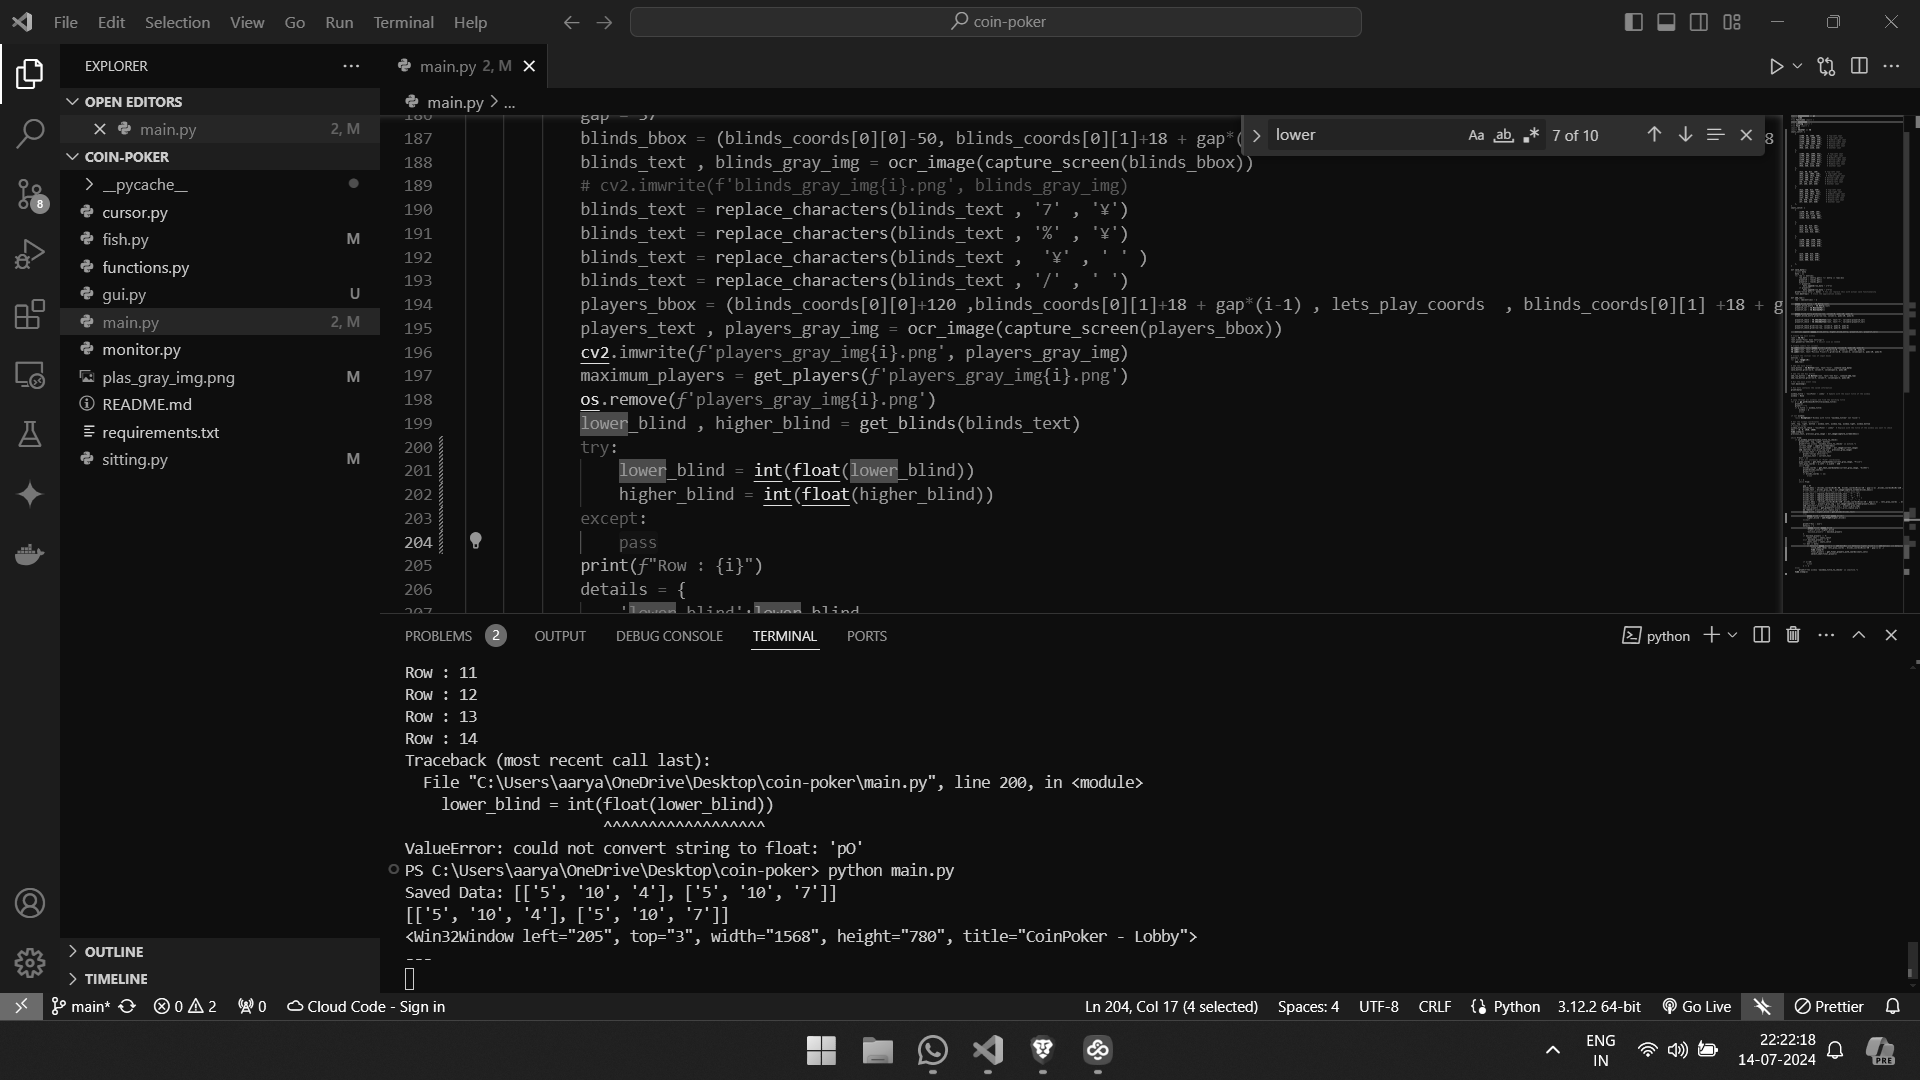 File Edit Selection View Go Run Terminal Help
coin-poker
EXPLORER
OPEN EDITORS
main.py 2, M
COIN-POKER
__pycache__
cursor.py
fish.py M
functions.py
gui.py U
main.py 2, M
monitor.py
plas_gray_img.png M
README.md
requirements.txt
sitting.py M
OUTLINE
TIMELINE
8
main.py 2, M
main.py > ...
lower Aa ab 7 of 10
186 gap = 37
187 blinds_bbox = (blinds_coords[0][0]-50, blinds_coords[0][1]+18 + gap*( 8
188 blinds_text , blinds_gray_img = ocr_image(capture_screen(blinds_bbox))
189 # cv2.imwrite(f'blinds_gray_img{i}.png', blinds_gray_img)
190 blinds_text = replace_characters(blinds_text , '7' , '¥')
191 blinds_text = replace_characters(blinds_text , '%' , '¥')
192 blinds_text = replace_characters(blinds_text ,  '¥' , ' ' )
193 blinds_text = replace_characters(blinds_text , '/' , ' ')
194 players_bbox = (blinds_coords[0][0]+120 ,blinds_coords[0][1]+18 + gap*(i-1) , lets_play_coords  , blinds_coords[0][1] +18 + g
195 players_text , players_gray_img = ocr_image(capture_screen(players_bbox))
196 cv2.imwrite(f'players_gray_img{i}.png', players_gray_img)
197 maximum_players = get_players(f'players_gray_img{i}.png')
198 os.remove(f'players_gray_img{i}.png')
199 lower_blind , higher_blind = get_blinds(blinds_text)
200 try:
201 lower_blind = int(float(lower_blind))
202 higher_blind = int(float(higher_blind))
203 except:
204 pass
205 print(f"Row : {i}")
206 details = {
207 'lower_blind':lower_blind
PROBLEMS 2 OUTPUT DEBUG CONSOLE TERMINAL PORTS python
Row : 11
Row : 12
Row : 13
Row : 14
Traceback (most recent call last):
File "C:\Users\aarya\OneDrive\Desktop\coin-poker\main.py", line 200, in <module>
lower_blind = int(float(lower_blind))
^^^^^^^^^^^^^^^^^^
ValueError: could not convert string to float: 'pO'
PS C:\Users\aarya\OneDrive\Desktop\coin-poker> python main.py
Saved Data: [['5', '10', '4'], ['5', '10', '7']]
[['5', '10', '4'], ['5', '10', '7']]
<Win32Window left="205", top="3", width="1568", height="780", title="CoinPoker - Lobby">
---
main* 0 2 0 Cloud Code - Sign in Ln 204, Col 17 (4 selected) Spaces: 4 UTF-8 CRLF Python 3.12.2 64-bit Go Live Prettier
ENG
IN
22:22:18
14-07-2024
PRE